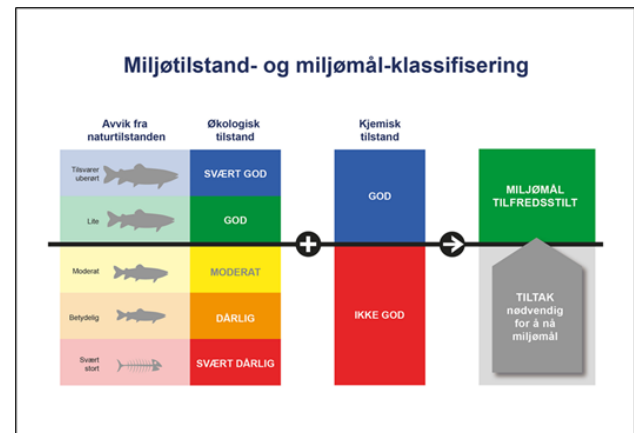 Miljøtilstand- og miljømål-klassifisering
Avvik fra
naturtilstanden
Økologisk
tilstand
Kjemisk
tilstand
Tilsvarer
uberørt
SVÆRT GOD
Lite
GOD
Moderat
MODERAT
Betydelig
DÅRLIG
Svært
stort
SVÆRT DÅRLIG
GOD
IKKE GOD
MILJØMÅL
TILFREDSSTILT
TILTAK
nødvendig
for å nå
miljømål